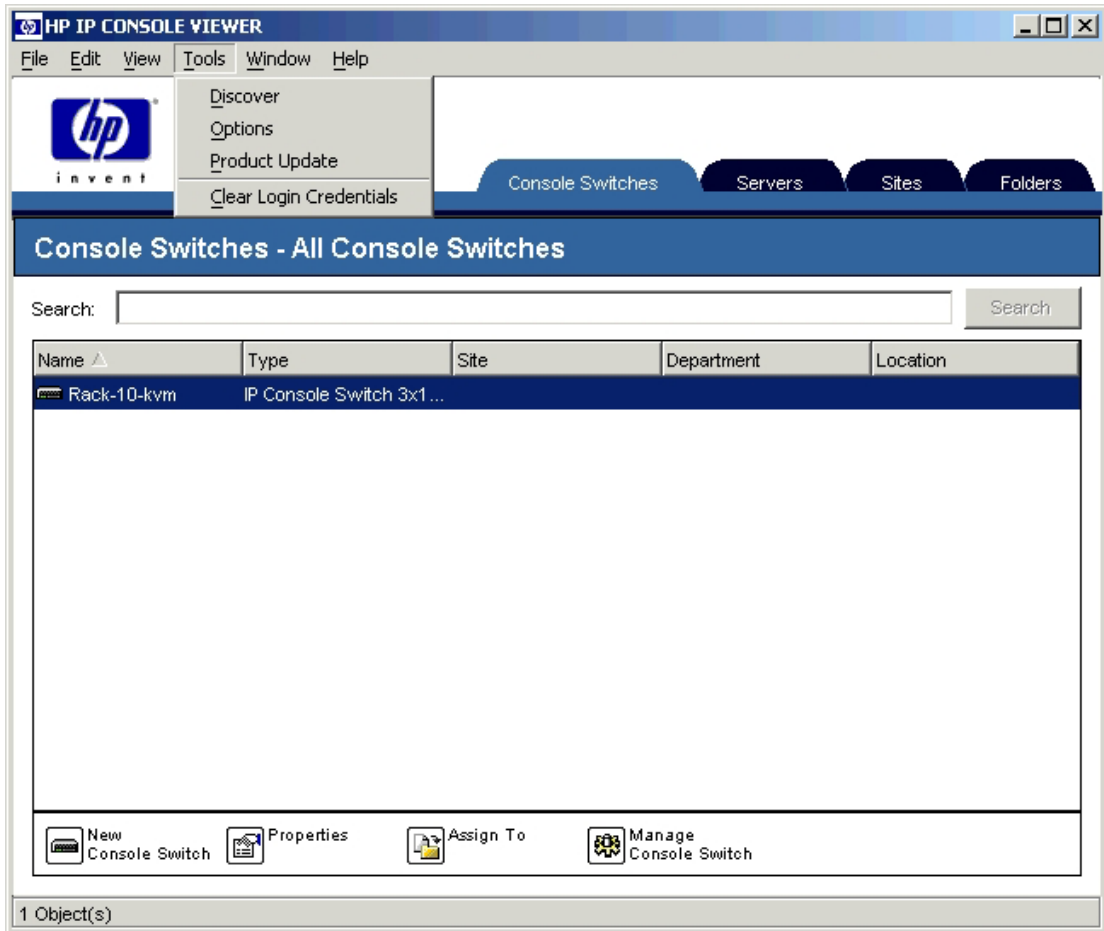 HP IP CONSOLE VIEWER
File Edit View Tools Window Help
Discover
Options
Product Update
Clear Login Credentials
hp
invent
Console Switches Servers Sites Folders
Console Switches - All Console Switches
Search: Search
Name Type Site Department Location
Rack-10-kvm IP Console Switch 3x1...
New Console Switch Properties Assign To Manage Console Switch
1 Object(s)